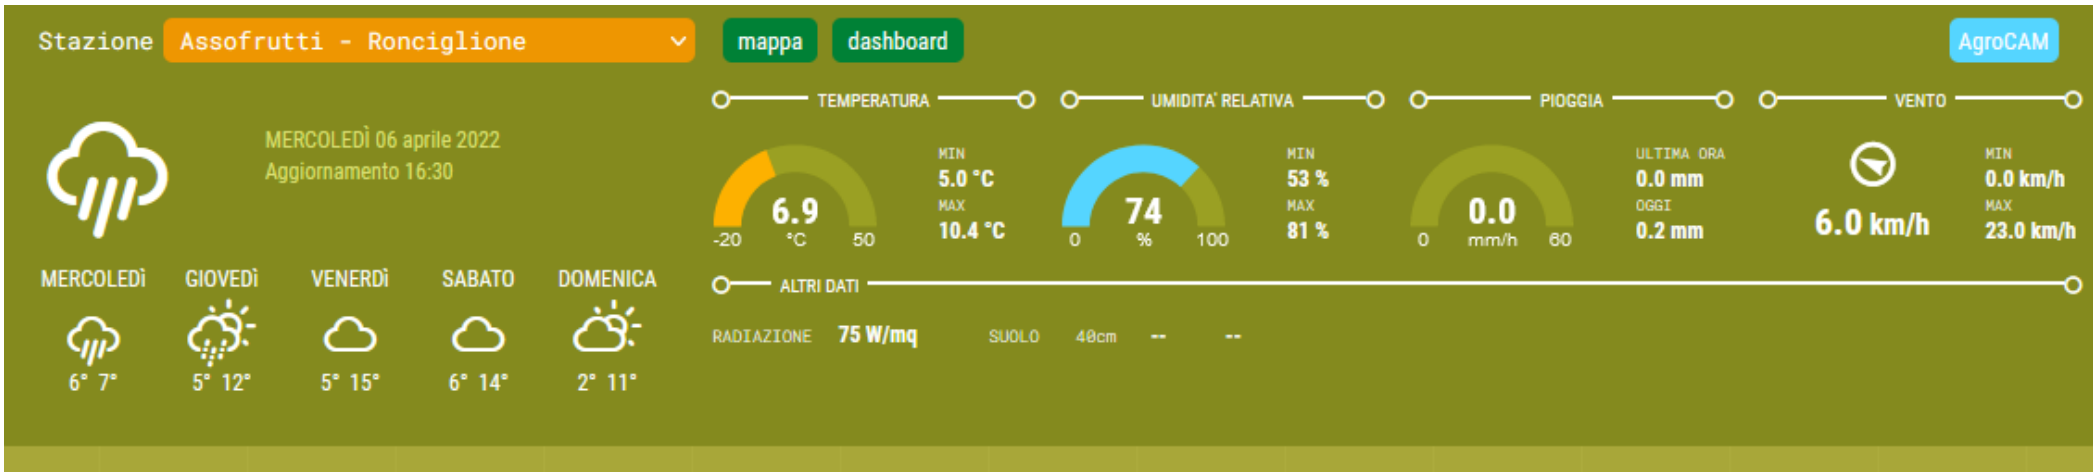 Stazione Assofrutti - Ronciglione mappa dashboard AgroCAM
MERCOLEDÌ 06 aprile 2022
Aggiornamento 16:30
MERCOLEDÌ GIOVEDÌ VENERDÌ SABATO DOMENICA
6° 7° 5° 12° 5° 15° 6° 14° 2° 11°
TEMPERATURA
6.9
°C
-20 50
MIN
5.0 °C
MAX
10.4 °C
UMIDITA' RELATIVA
74
%
0 100
MIN
53 %
MAX
81 %
PIOGGIA
0.0
mm/h
0 60
ULTIMA ORA
0.0 mm
OGGI
0.2 mm
VENTO
6.0 km/h
MIN
0.0 km/h
MAX
23.0 km/h
ALTRI DATI
RADIAZIONE 75 W/mq SUOLO 40cm -- --